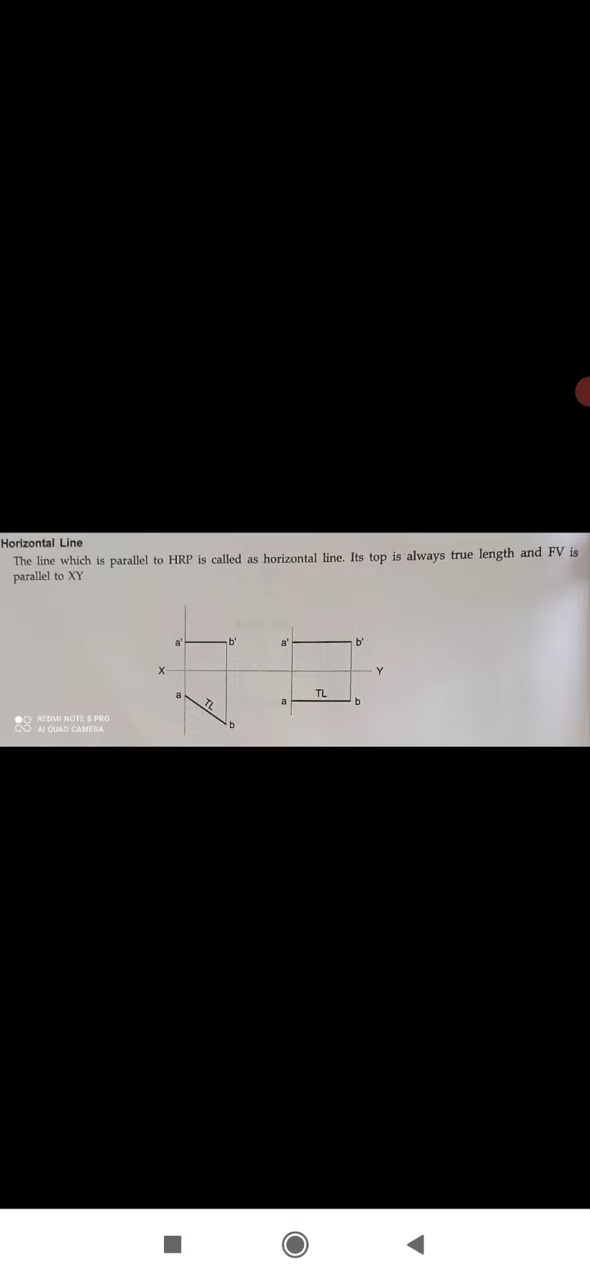 Horizontal Line
The line which is parallel to HRP is called as horizontal line. Its top is always true length and FV is
parallel to XY
a' b' a' b'
X Y
a TL b
a TL b
REDMI NOTE 8 PRO
AI QUAD CAMERA